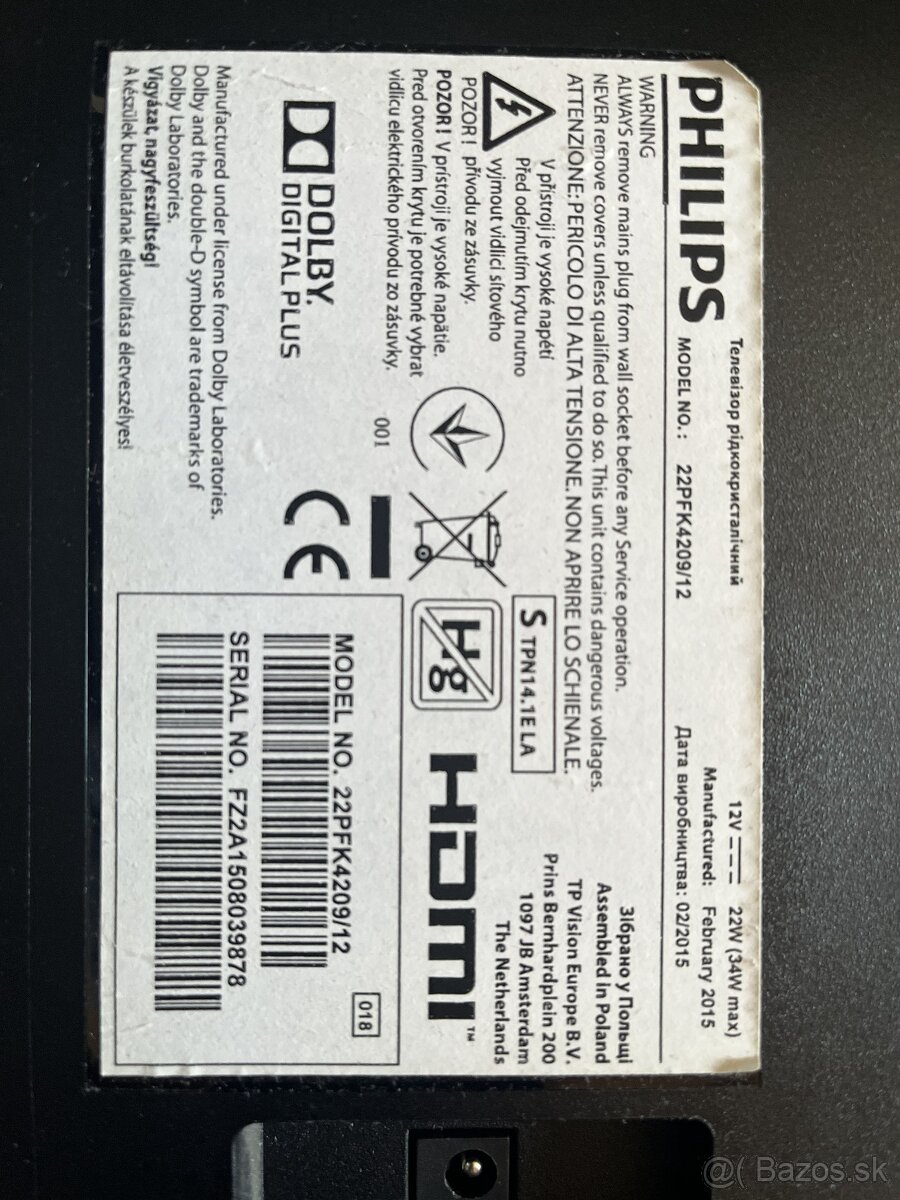 PHILIPS
Телевізор рідкокристалічний
MODEL NO.: 22PFK4209/12
12V 22W (34W max)
Manufactured: February 2015
Дата виробництва: 02/2015
WARNING
ALWAYS remove mains plug from wall socket before any Service operation.
NEVER remove covers unless qualified to do so. This unit contains dangerous voltages.
ATTENZIONE: PERICOLO DI ALTA TENSIONE. NON APRIRE LO SCHIENALE.
Зібрано у Польщі
Assembled in Poland
TP Vision Europe B.V.
Prins Bernhardplein 200
1097 JB Amsterdam
The Netherlands
V přístroji je vysoké napětí
Před odejmutím krytu nutno
vyjmout vidlici síťového
POZOR! přívodu ze zásuvky.
POZOR! V prístroji je vysoké napätie.
Pred otvorením krytu je potrebné vybrat
vidlicu elektrického prívodu zo zásuvky.
S TPN14.1E LA
001
Hg
HDMI™
DOLBY.
DIGITAL PLUS
CE
Manufactured under license from Dolby Laboratories.
Dolby and the double-D symbol are trademarks of
Dolby Laboratories.
Vigyázat, nagyfeszültség!
A készülék burkolatának eltávolítása életveszélyes!
MODEL NO. 22PFK4209/12
SERIAL NO. FZ2A1508039878
018
@( Bazos.sk